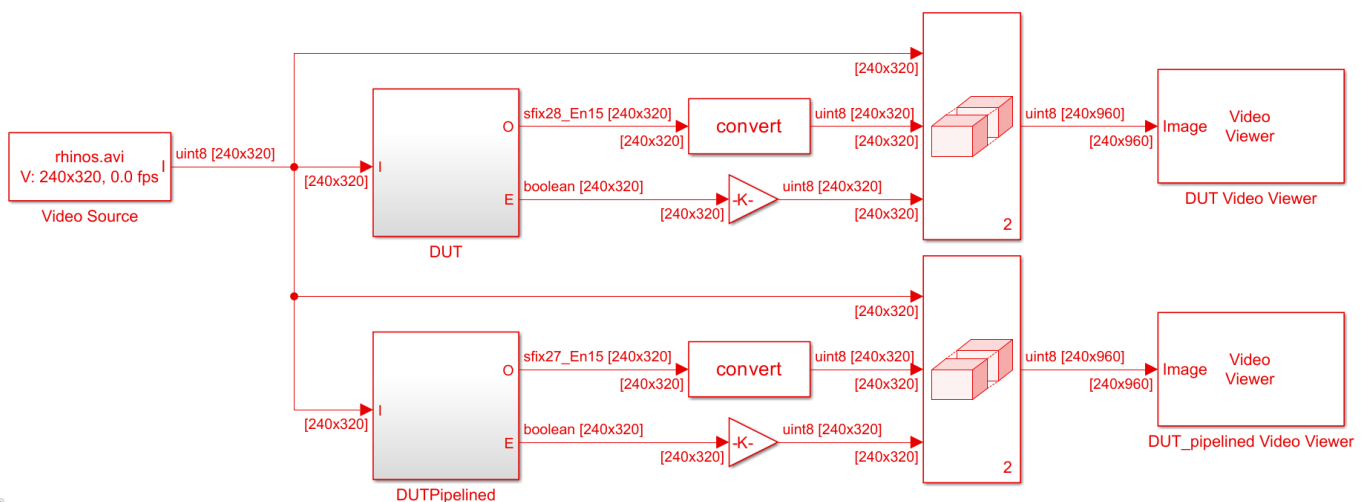 rhinos.avi
V: 240x320, 0.0 fps
I
Video Source
uint8 [240x320]
[240x320]
I
O
E
DUT
sfix28_En15 [240x320]
[240x320]
convert
uint8 [240x320]
[240x320]
[240x320]
boolean [240x320]
[240x320]
-K-
uint8 [240x320]
[240x320]
2
uint8 [240x960]
[240x960]
Image
Video
Viewer
DUT Video Viewer
[240x320]
I
O
E
DUTPipelined
sfix27_En15 [240x320]
[240x320]
convert
uint8 [240x320]
[240x320]
[240x320]
boolean [240x320]
[240x320]
-K-
uint8 [240x320]
[240x320]
2
uint8 [240x960]
[240x960]
Image
Video
Viewer
DUT_pipelined Video Viewer